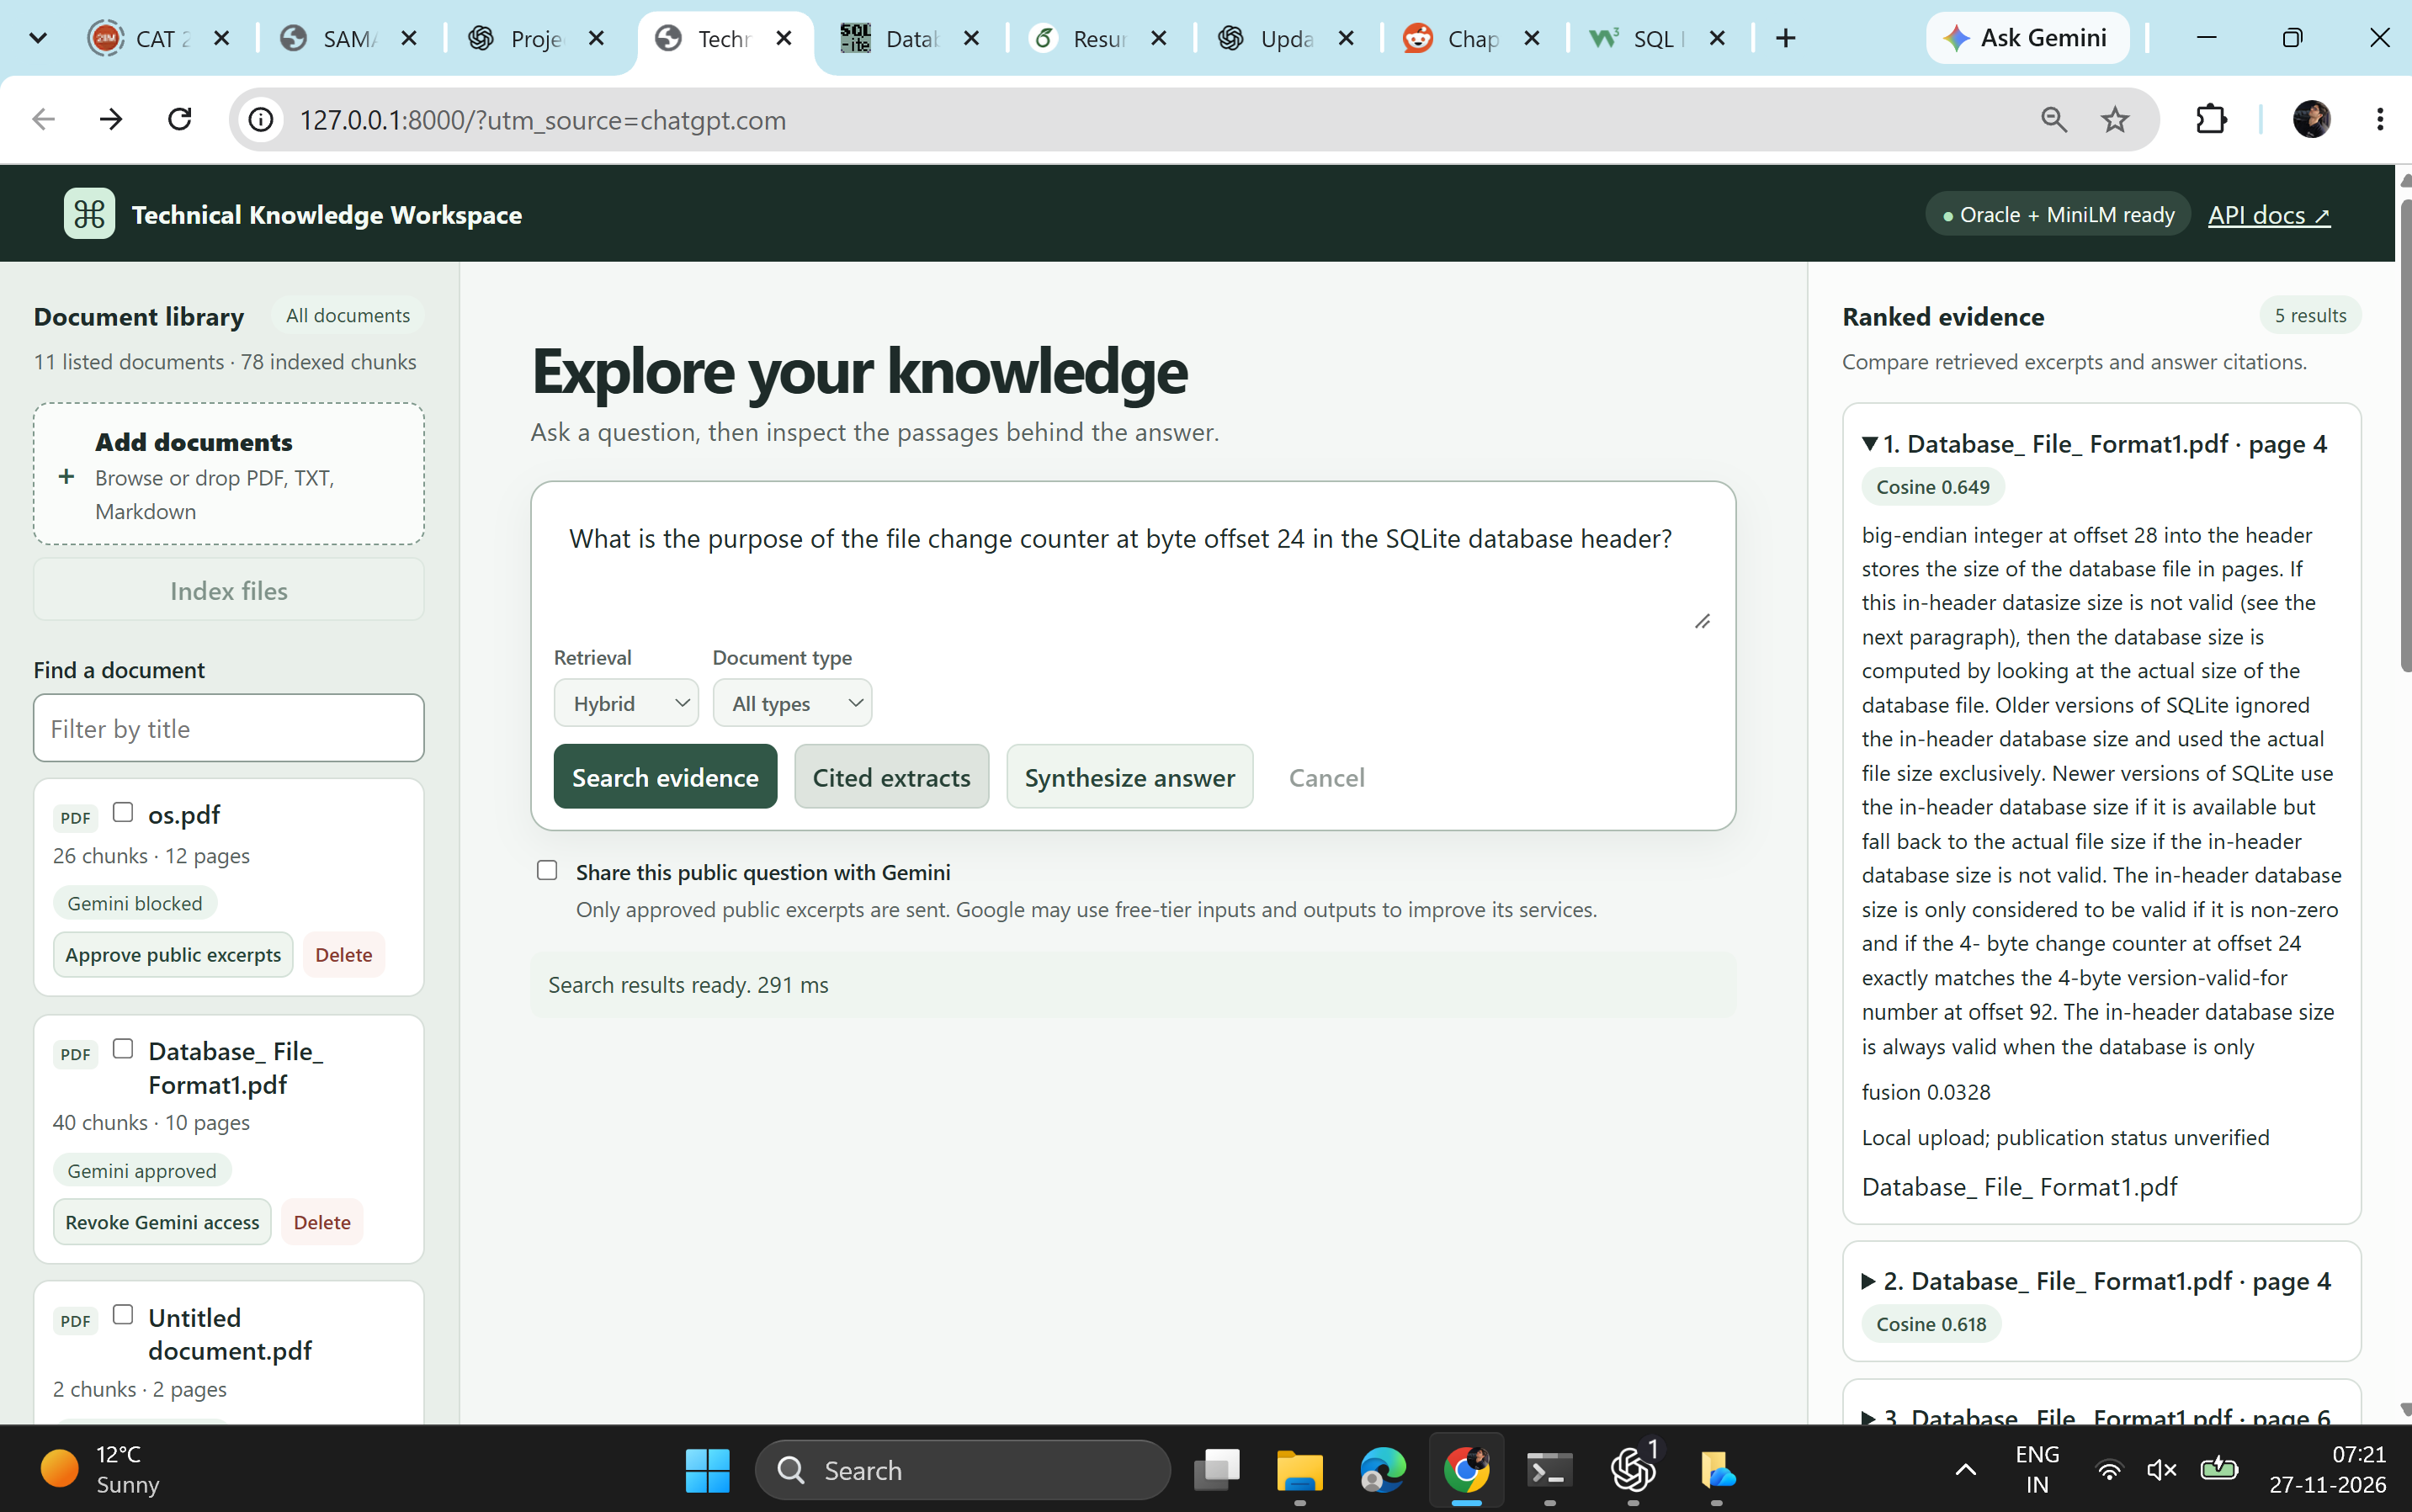 CAT 2
SAMA
Proje
Techn
Datab
Resum
Upda
Chap
SQL
Ask Gemini
127.0.0.1:8000/?utm_source=chatgpt.com
Technical Knowledge Workspace
Oracle + MiniLM ready
API docs ↗
Document library
All documents
11 listed documents · 78 indexed chunks
+
Add documents
Browse or drop PDF, TXT,
Markdown
Index files
Find a document
Filter by title
PDF os.pdf
26 chunks · 12 pages
Gemini blocked
Approve public excerpts
Delete
PDF Database_ File_
Format1.pdf
40 chunks · 10 pages
Gemini approved
Revoke Gemini access
Delete
PDF Untitled
document.pdf
2 chunks · 2 pages
Explore your knowledge
Ask a question, then inspect the passages behind the answer.
What is the purpose of the file change counter at byte offset 24 in the SQLite database header?
Retrieval Document type
Hybrid All types
Search evidence Cited extracts Synthesize answer Cancel
Share this public question with Gemini
Only approved public excerpts are sent. Google may use free-tier inputs and outputs to improve its services.
Search results ready. 291 ms
Ranked evidence
5 results
Compare retrieved excerpts and answer citations.
1. Database_ File_ Format1.pdf · page 4
Cosine 0.649
big-endian integer at offset 28 into the header
stores the size of the database file in pages. If
this in-header datasize size is not valid (see the
next paragraph), then the database size is
computed by looking at the actual size of the
database file. Older versions of SQLite ignored
the in-header database size and used the actual
file size exclusively. Newer versions of SQLite use
the in-header database size if it is available but
fall back to the actual file size if the in-header
database size is not valid. The in-header database
size is only considered to be valid if it is non-zero
and if the 4- byte change counter at offset 24
exactly matches the 4-byte version-valid-for
number at offset 92. The in-header database size
is always valid when the database is only
fusion 0.0328
Local upload; publication status unverified
Database_ File_ Format1.pdf
2. Database_ File_ Format1.pdf · page 4
Cosine 0.618
3. Database_ File_ Format1.pdf · page 6
12°C
Sunny
Search
1
ENG
IN
07:21
27-11-2026